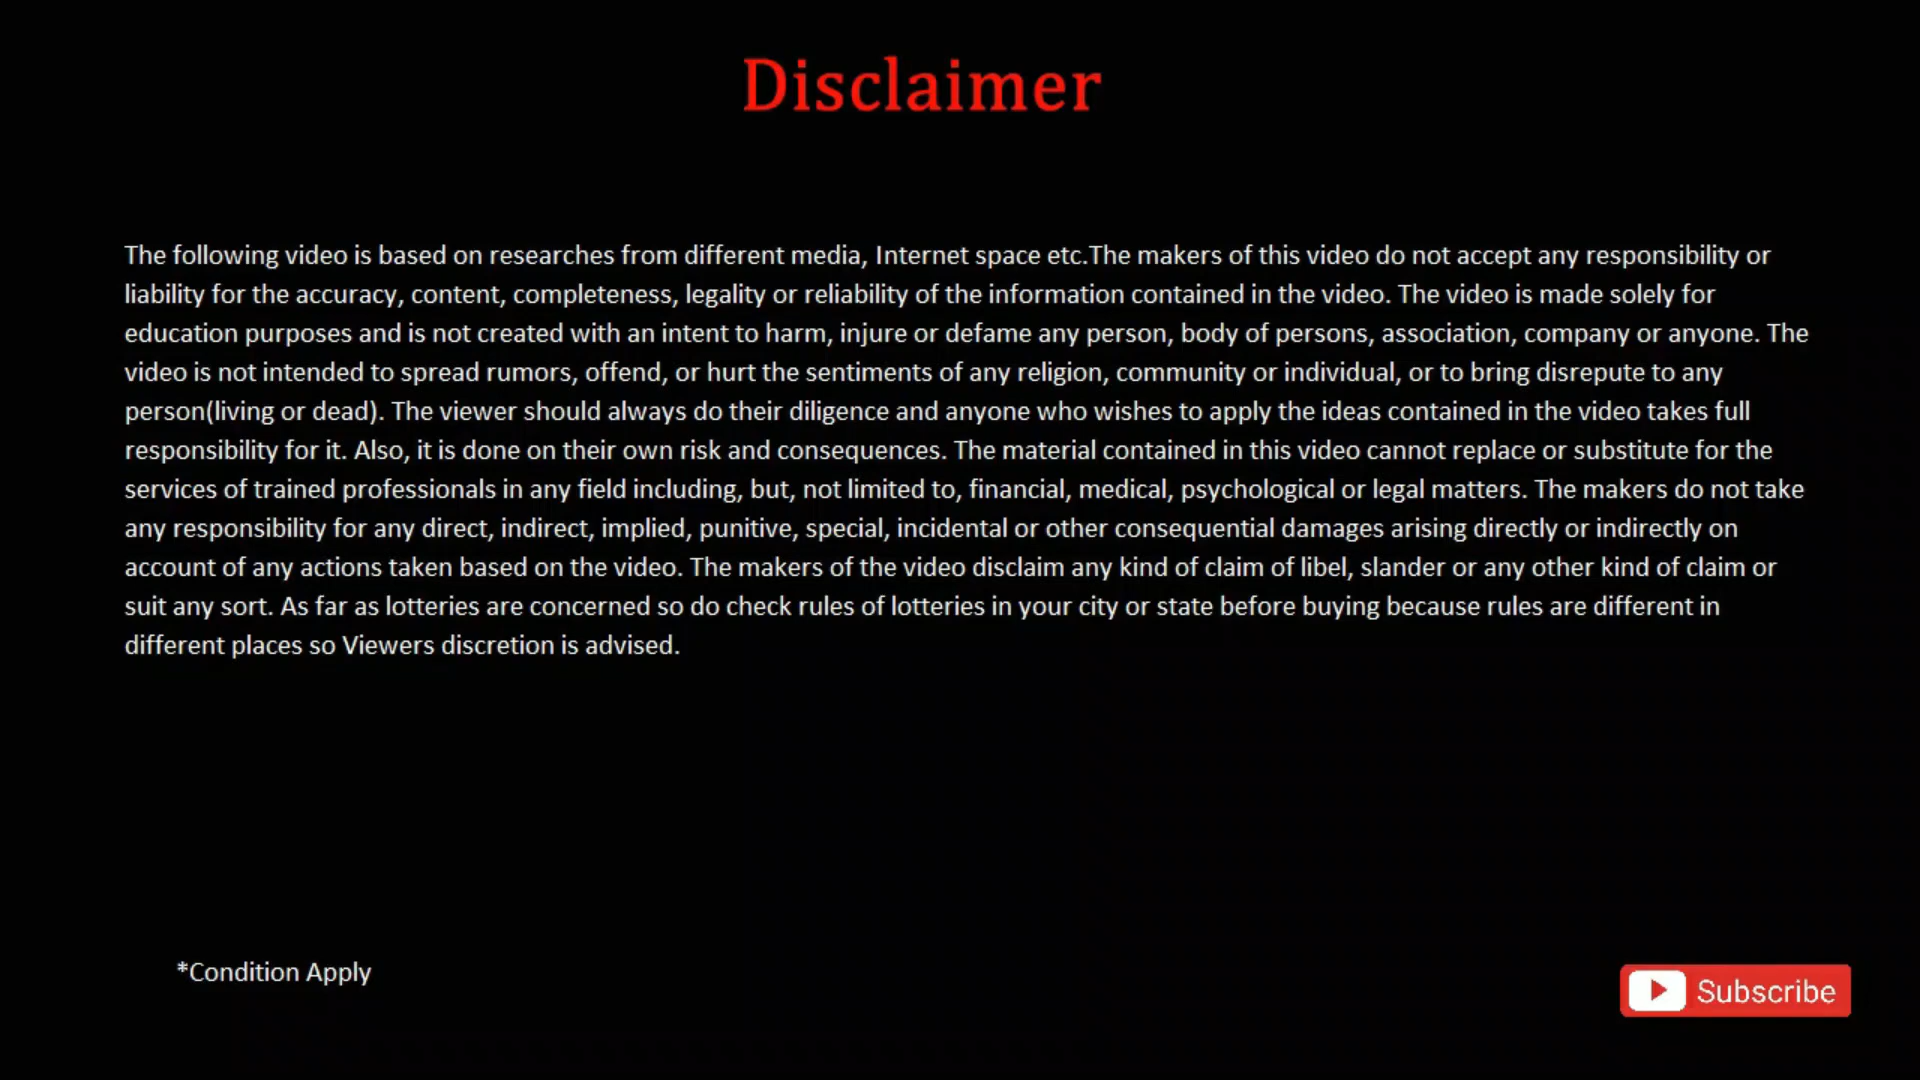 Disclaimer
The following video is based on researches from different media, Internet space etc.The makers of this video do not accept any responsibility or
liability for the accuracy, content, completeness, legality or reliability of the information contained in the video. The video is made solely for
education purposes and is not created with an intent to harm, injure or defame any person, body of persons, association, company or anyone. The
video is not intended to spread rumors, offend, or hurt the sentiments of any religion, community or individual, or to bring disrepute to any
person(living or dead). The viewer should always do their diligence and anyone who wishes to apply the ideas contained in the video takes full
responsibility for it. Also, it is done on their own risk and consequences. The material contained in this video cannot replace or substitute for the
services of trained professionals in any field including, but, not limited to, financial, medical, psychological or legal matters. The makers do not take
any responsibility for any direct, indirect, implied, punitive, special, incidental or other consequential damages arising directly or indirectly on
account of any actions taken based on the video. The makers of the video disclaim any kind of claim of libel, slander or any other kind of claim or
suit any sort. As far as lotteries are concerned so do check rules of lotteries in your city or state before buying because rules are different in
different places so Viewers discretion is advised.
*Condition Apply
Subscribe